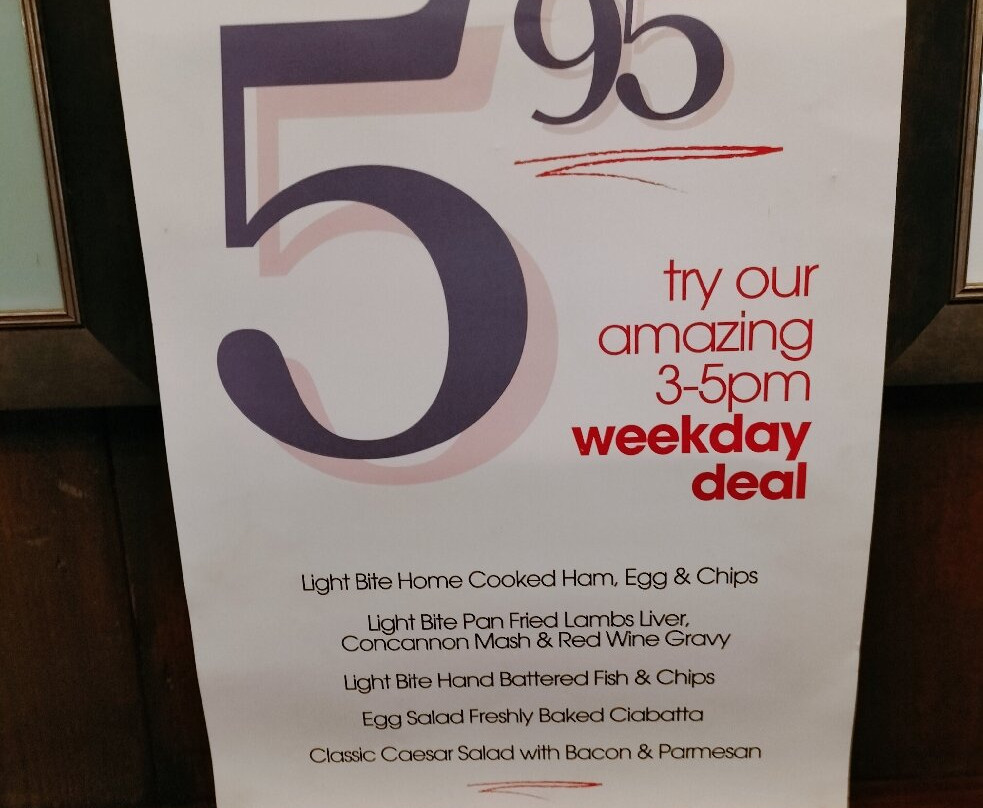 5 95
try our
amazing
3-5pm
weekday
deal
Light Bite Home Cooked Ham, Egg & Chips
Light Bite Pan Fried Lambs Liver,
Concannon Mash & Red Wine Gravy
Light Bite Hand Battered Fish & Chips
Egg Salad Freshly Baked Ciabatta
Classic Caesar Salad with Bacon & Parmesan